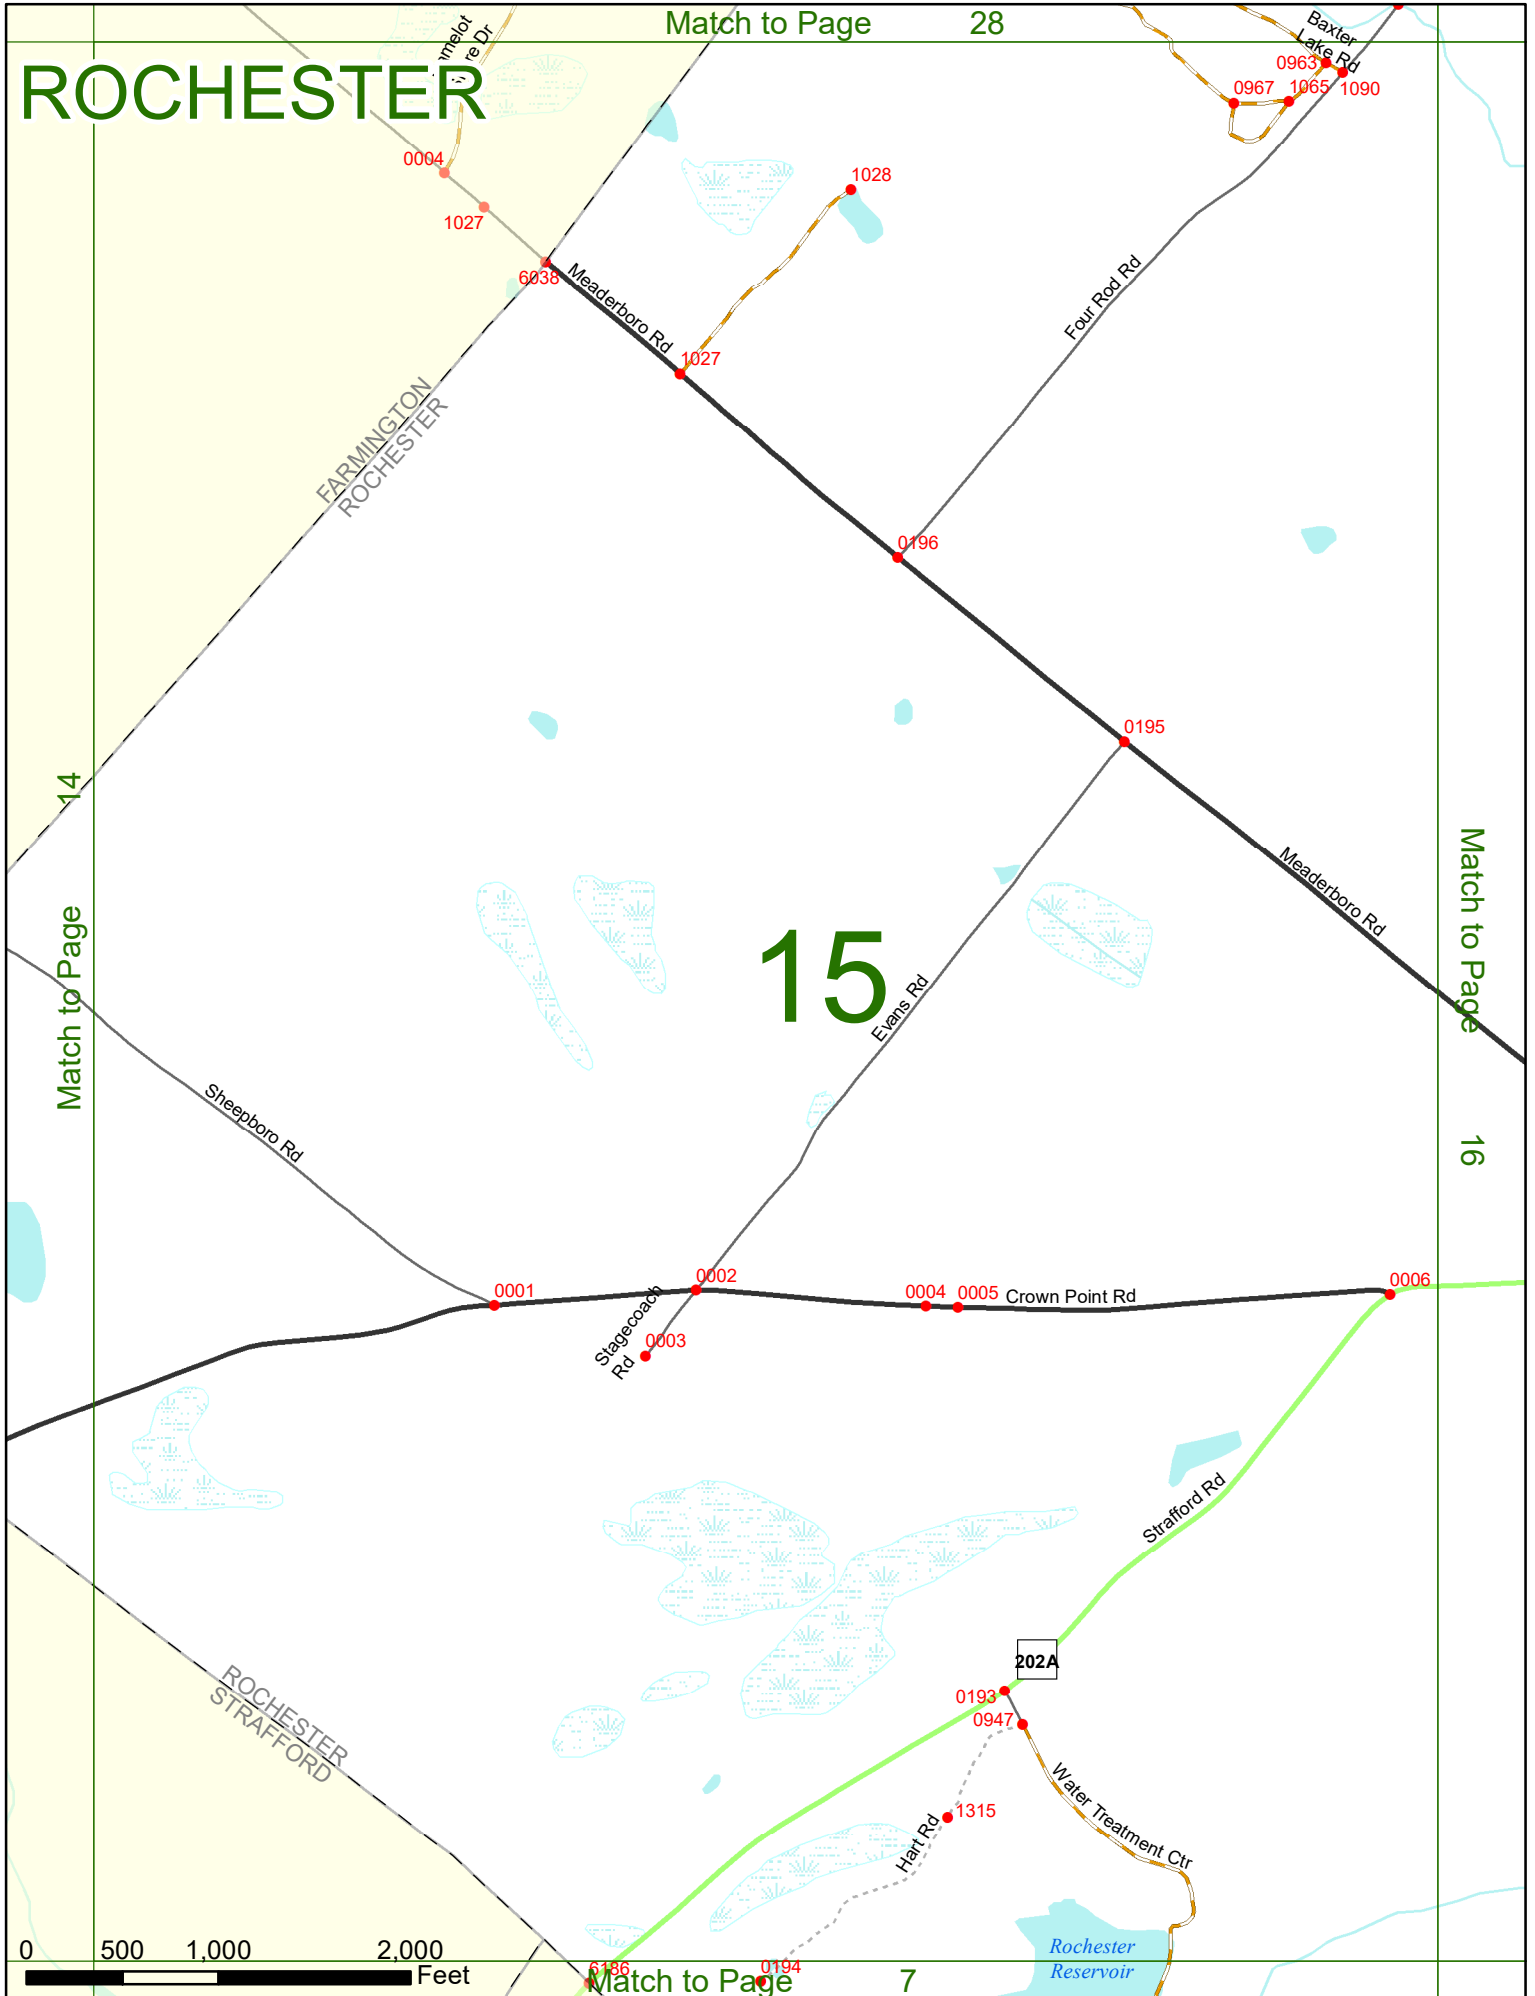 Match to Page 28
ROCHESTER
Baxter
Lake Rd
0963
1065
1090
0967
0004
1027
6038
1028
Meaderboro Rd
1027
Four Rod Rd
FARMINGTON
ROCHESTER
0196
0195
14
Match to Page
Meaderboro Rd
Match to Page
16
15
Evans Rd
Sheepboro Rd
0001
0002
0004
0005
Crown Point Rd
0006
Stagecoach
Rd
0003
Strafford Rd
202A
0193
0947
ROCHESTER
STRAFFORD
Water Treatment Ctr
1315
Hart Rd
Rochester
Reservoir
0 500 1,000 2,000
Feet
6186
0194
Match to Page 7